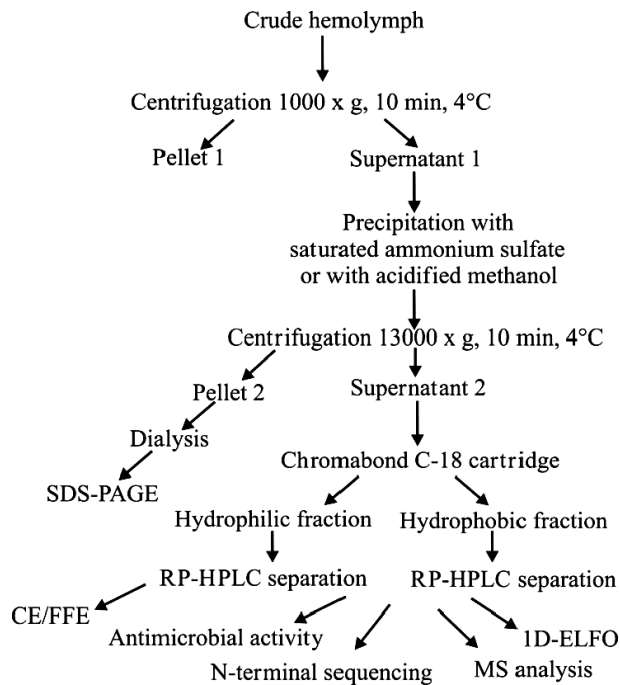 Crude hemolymph
Centrifugation 1000 x g, 10 min, 4°C
Pellet 1
Supernatant 1
Precipitation with
saturated ammonium sulfate
or with acidified methanol
Centrifugation 13000 x g, 10 min, 4°C
Pellet 2
Supernatant 2
Dialysis
Chromabond C-18 cartridge
SDS-PAGE
Hydrophilic fraction
Hydrophobic fraction
RP-HPLC separation
RP-HPLC separation
CE/FFE
Antimicrobial activity
1D-ELFO
N-terminal sequencing
MS analysis